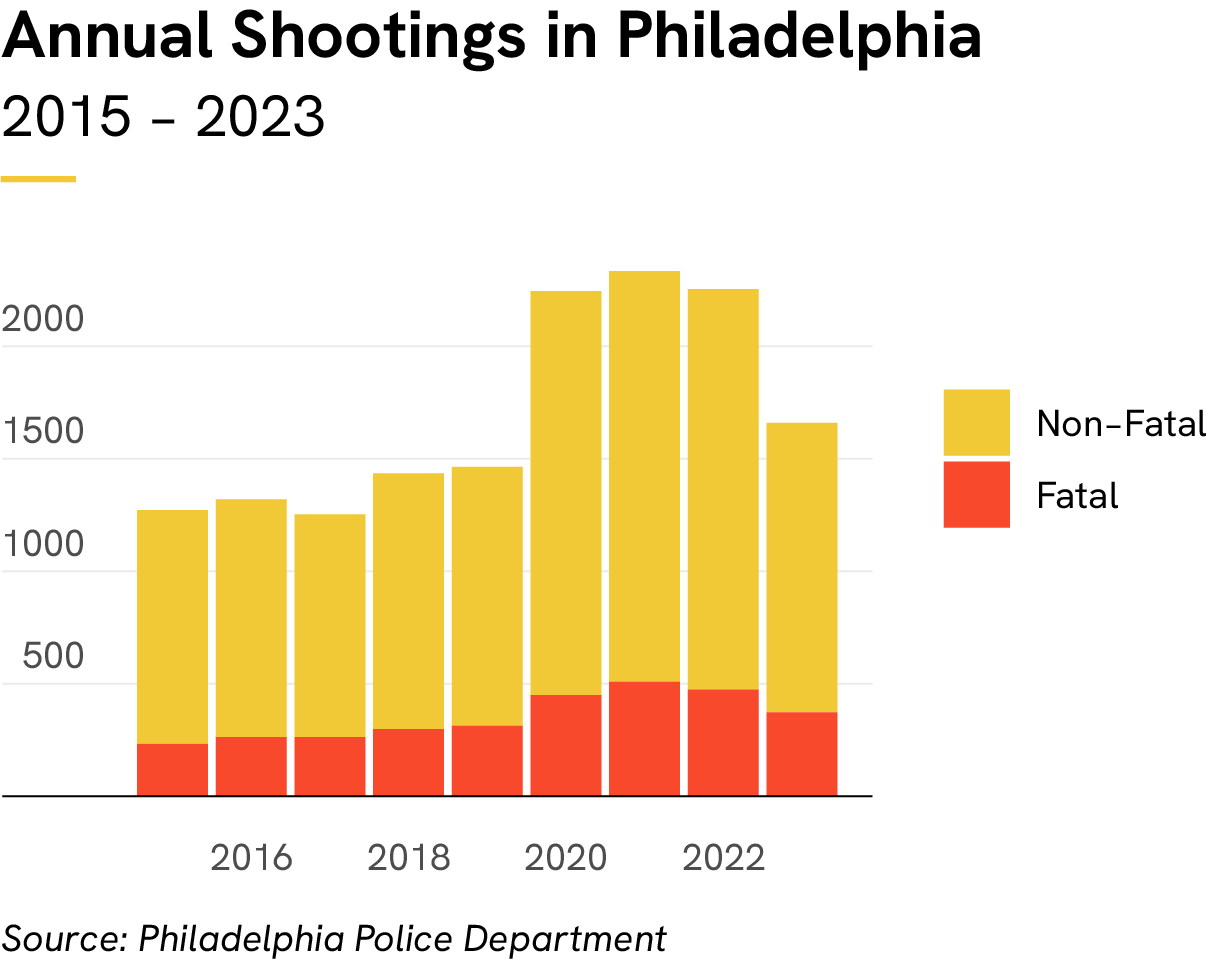 Annual Shootings in Philadelphia
2015 – 2023
2000
1500
1000
500
Non–Fatal
Fatal
2016 2018 2020 2022
Source: Philadelphia Police Department